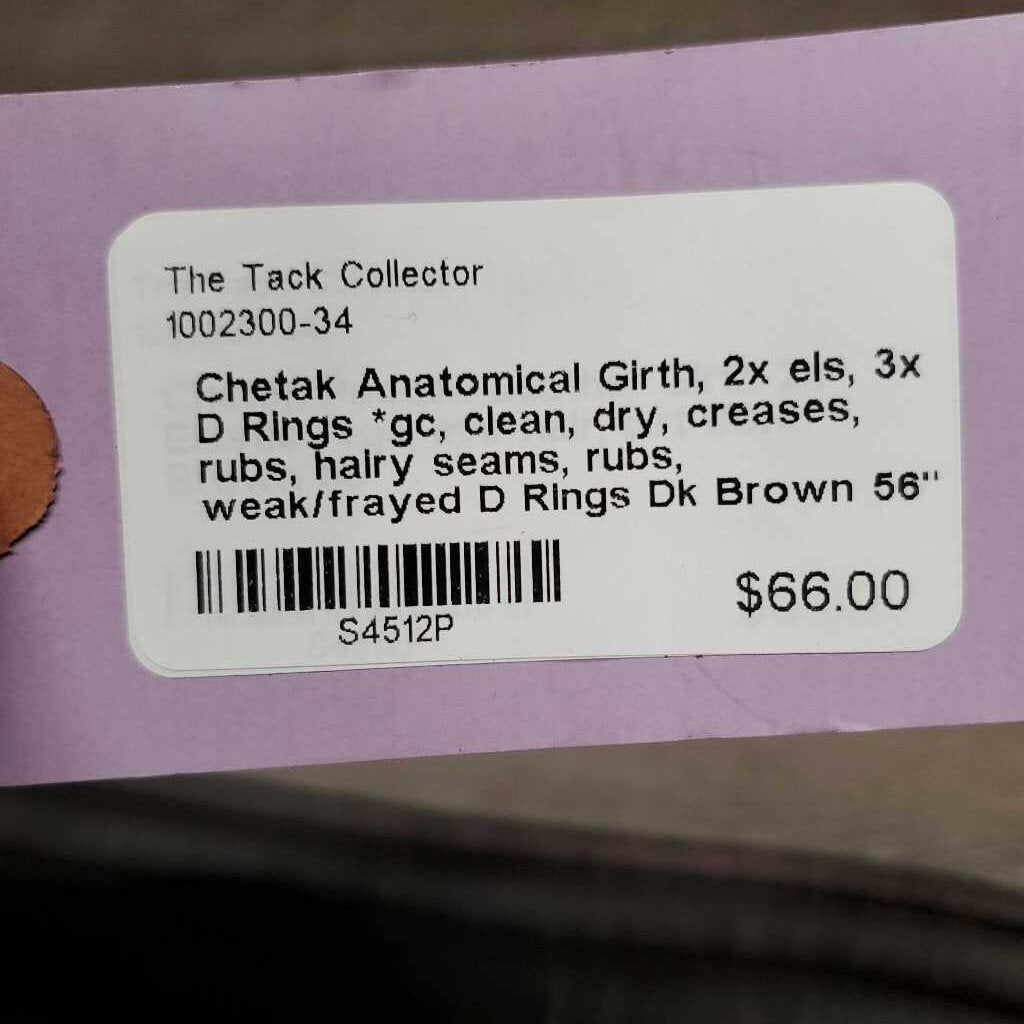 The Tack Collector
1002300-34
Chetak Anatomical Girth, 2x els, 3x
D Rings *gc, clean, dry, creases,
rubs, hairy seams, rubs,
weak/frayed D Rings Dk Brown 56"
S4512P
$66.00